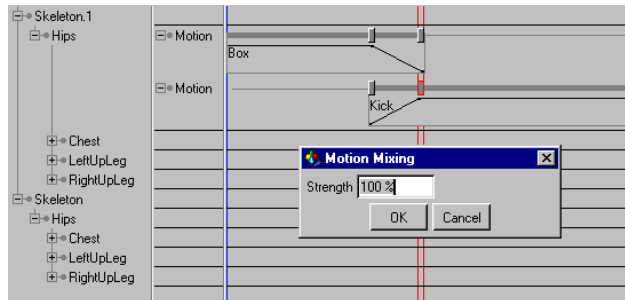 Skeleton.1
Hips
Motion
Box
Motion
Kick
Chest
LeftUpLeg
RightUpLeg
Motion Mixing
Strength 100 %
OK Cancel
Skeleton
Hips
Chest
LeftUpLeg
RightUpLeg